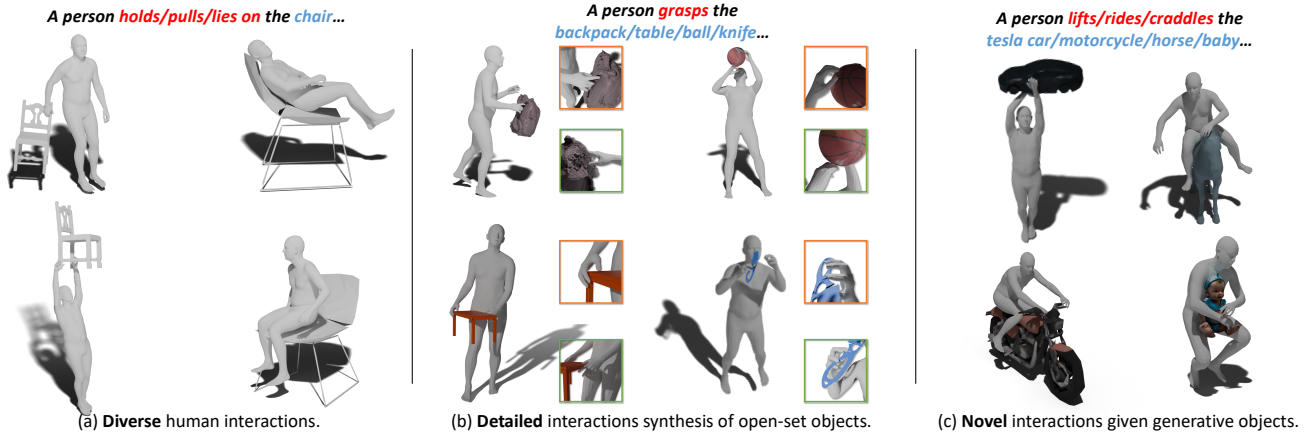 A person holds/pulls/lies on the chair…
A person grasps the
backpack/table/ball/knife…
A person lifts/rides/craddles the
tesla car/motorcycle/horse/baby…
(a) Diverse human interactions.
(b) Detailed interactions synthesis of open-set objects.
(c) Novel interactions given generative objects.